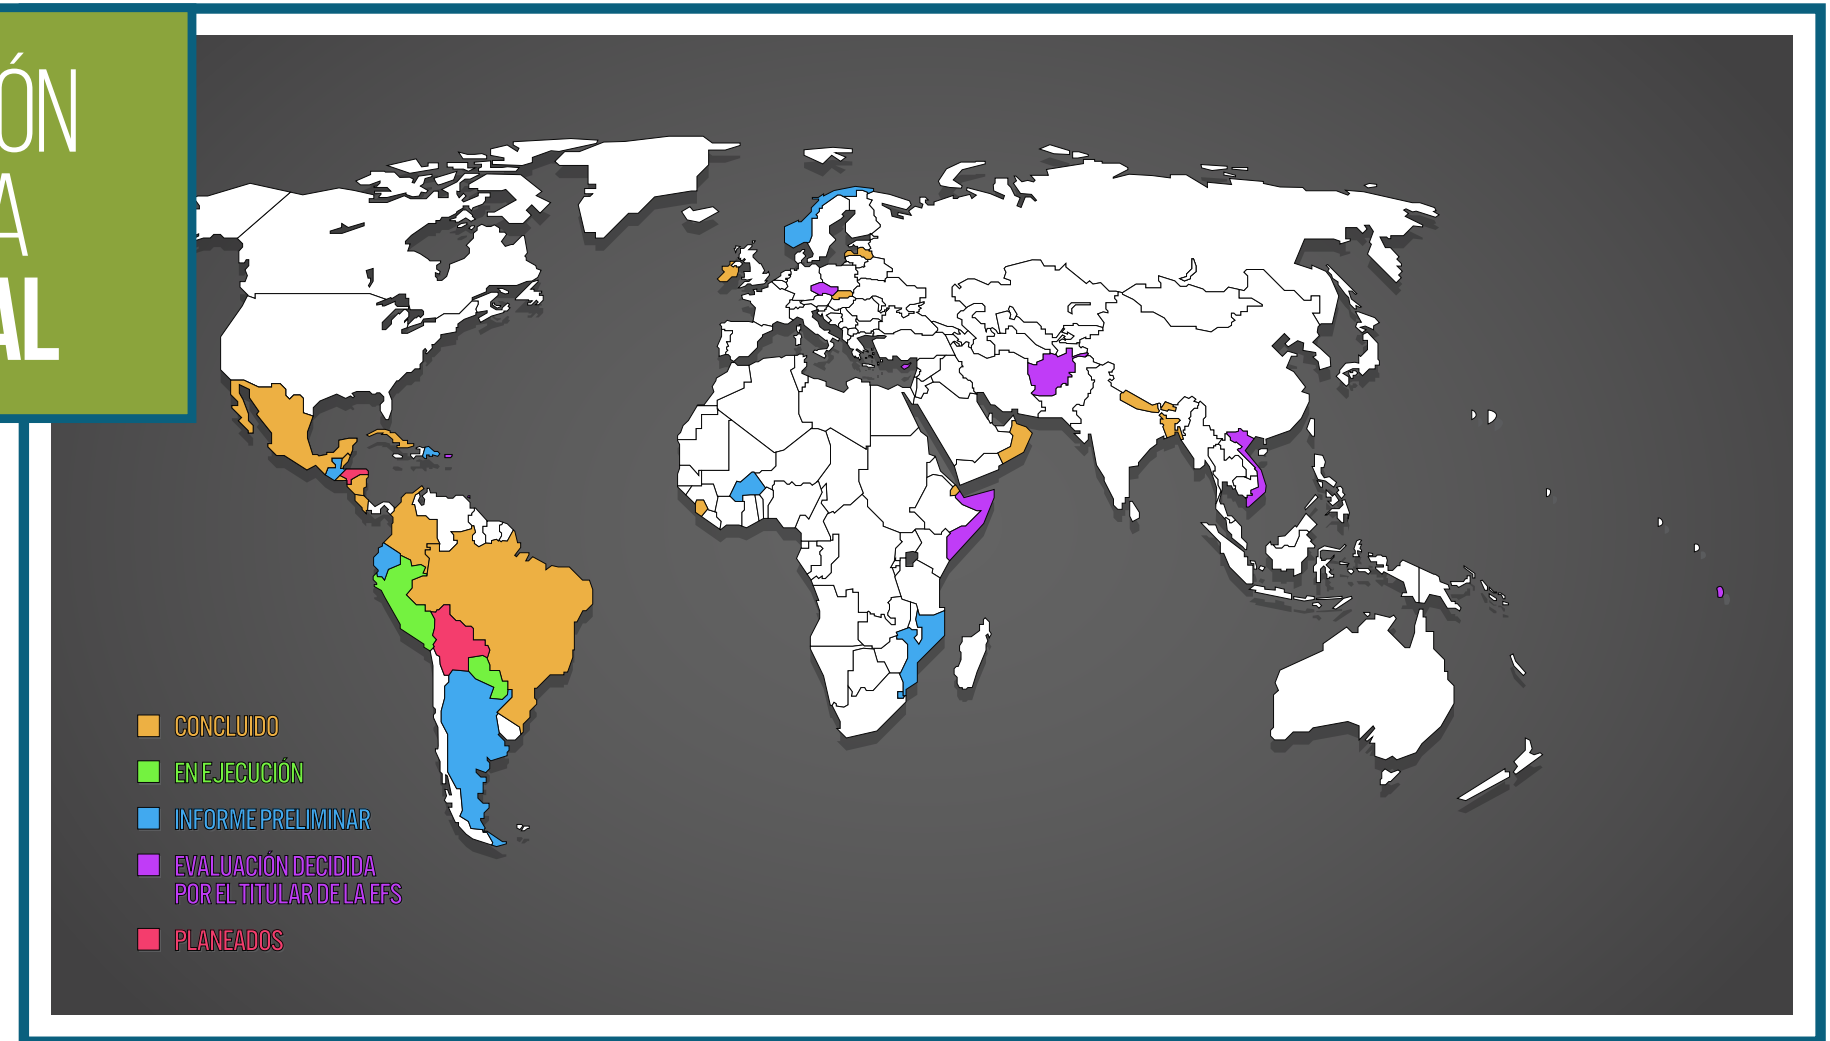 ÓN
A
AL
CONCLUIDO
EN EJECUCIÓN
INFORME PRELIMINAR
EVALUACIÓN DECIDIDA
POR EL TITULAR DE LA EFS
PLANEADOS